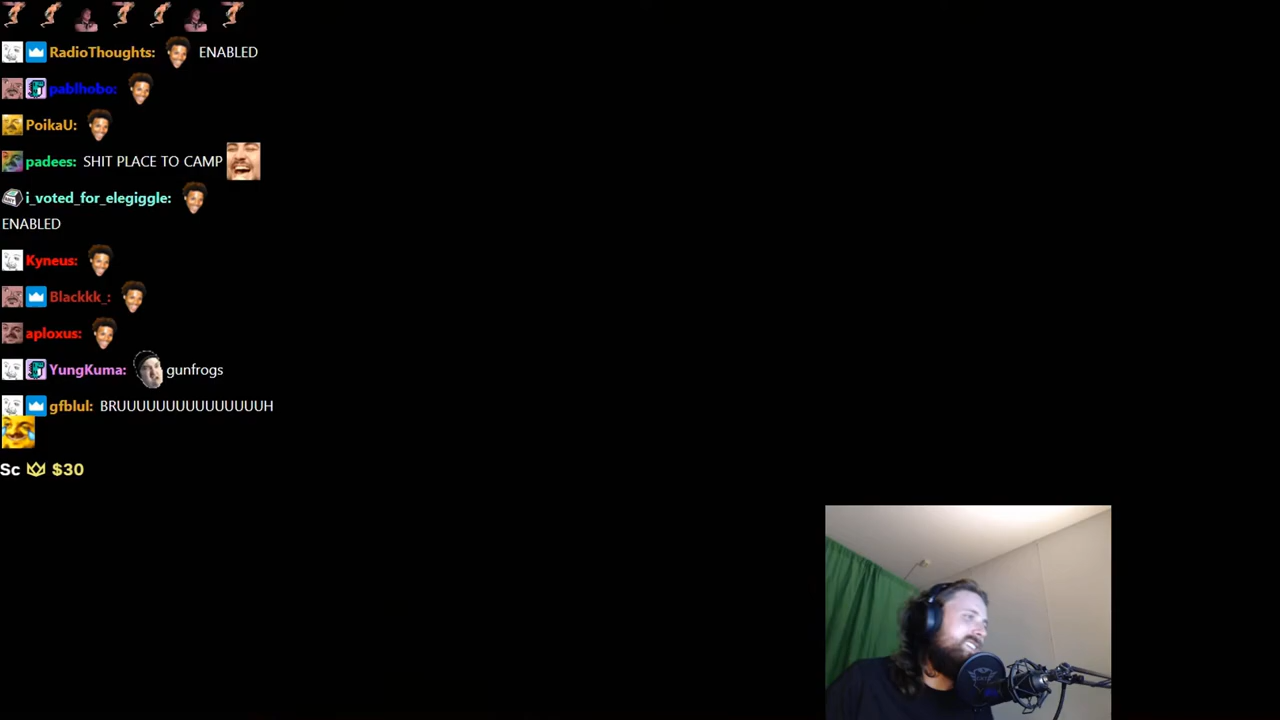 RadioThoughts: ENABLED
pablhobo:
PoikaU:
padees: SHIT PLACE TO CAMP
i_voted_for_elegiggle:
ENABLED
Kyneus:
Blackkk_:
aploxus:
YungKuma: gunfrogs
gfblul: BRUUUUUUUUUUUUUUUH
Sc $30